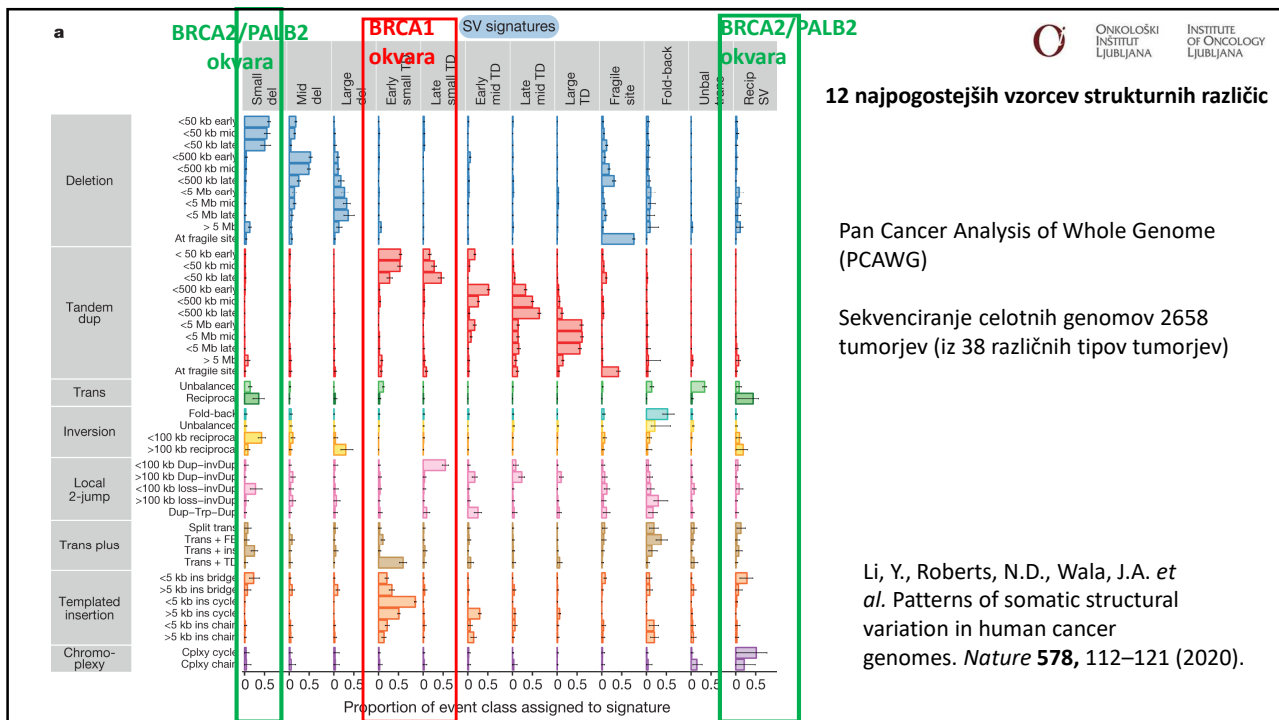 a
BRCA2/PALB2
okvara
BRCA1
okvara
SV signatures
BRCA2/PALB2
okvara
ONKOLOŠKI
INŠTITUT
LJUBLJANA
INSTITUTE
OF ONCOLOGY
LJUBLJANA
12 najpogostejših vzorcev strukturnih različic
Small
del
Mid
del
Large
del
Early
small TD
Late
small TD
Early
mid TD
Late
mid TD
Large
TD
Fragile
site
Fold-back
Unbal
trans
Recip
SV
Deletion
<50 kb early
<50 kb mid
<50 kb late
<500 kb early
<500 kb mid
<500 kb late
<5 Mb early
<5 Mb mid
<5 Mb late
> 5 Mb
At fragile site
Tandem
dup
< 50 kb early
<50 kb mid
<50 kb late
<500 kb early
<500 kb mid
<500 kb late
<5 Mb early
<5 Mb mid
<5 Mb late
> 5 Mb
At fragile site
Trans
Unbalanced
Reciprocal
Inversion
Fold-back
Unbalanced
<100 kb reciprocal
>100 kb reciprocal
Local
2-jump
<100 kb Dup–invDup
>100 kb Dup–invDup
<100 kb loss–invDup
>100 kb loss–invDup
Dup–Trp–Dup
Trans plus
Split trans
Trans + FB
Trans + ins
Trans + TD
Templated
insertion
<5 kb ins bridge
>5 kb ins bridge
<5 kb ins cycle
>5 kb ins cycle
<5 kb ins chain
>5 kb ins chain
Chromo-
plexy
Cplxy cycle
Cplxy chain
0 0.5 0 0.5 0 0.5 0 0.5 0 0.5 0 0.5 0 0.5 0 0.5 0 0.5 0 0.5 0 0.5 0 0.5
Proportion of event class assigned to signature
Pan Cancer Analysis of Whole Genome
(PCAWG)
Sekvenciranje celotnih genomov 2658
tumorjev (iz 38 različnih tipov tumorjev)
Li, Y., Roberts, N.D., Wala, J.A. et
al. Patterns of somatic structural
variation in human cancer
genomes. Nature 578, 112–121 (2020).